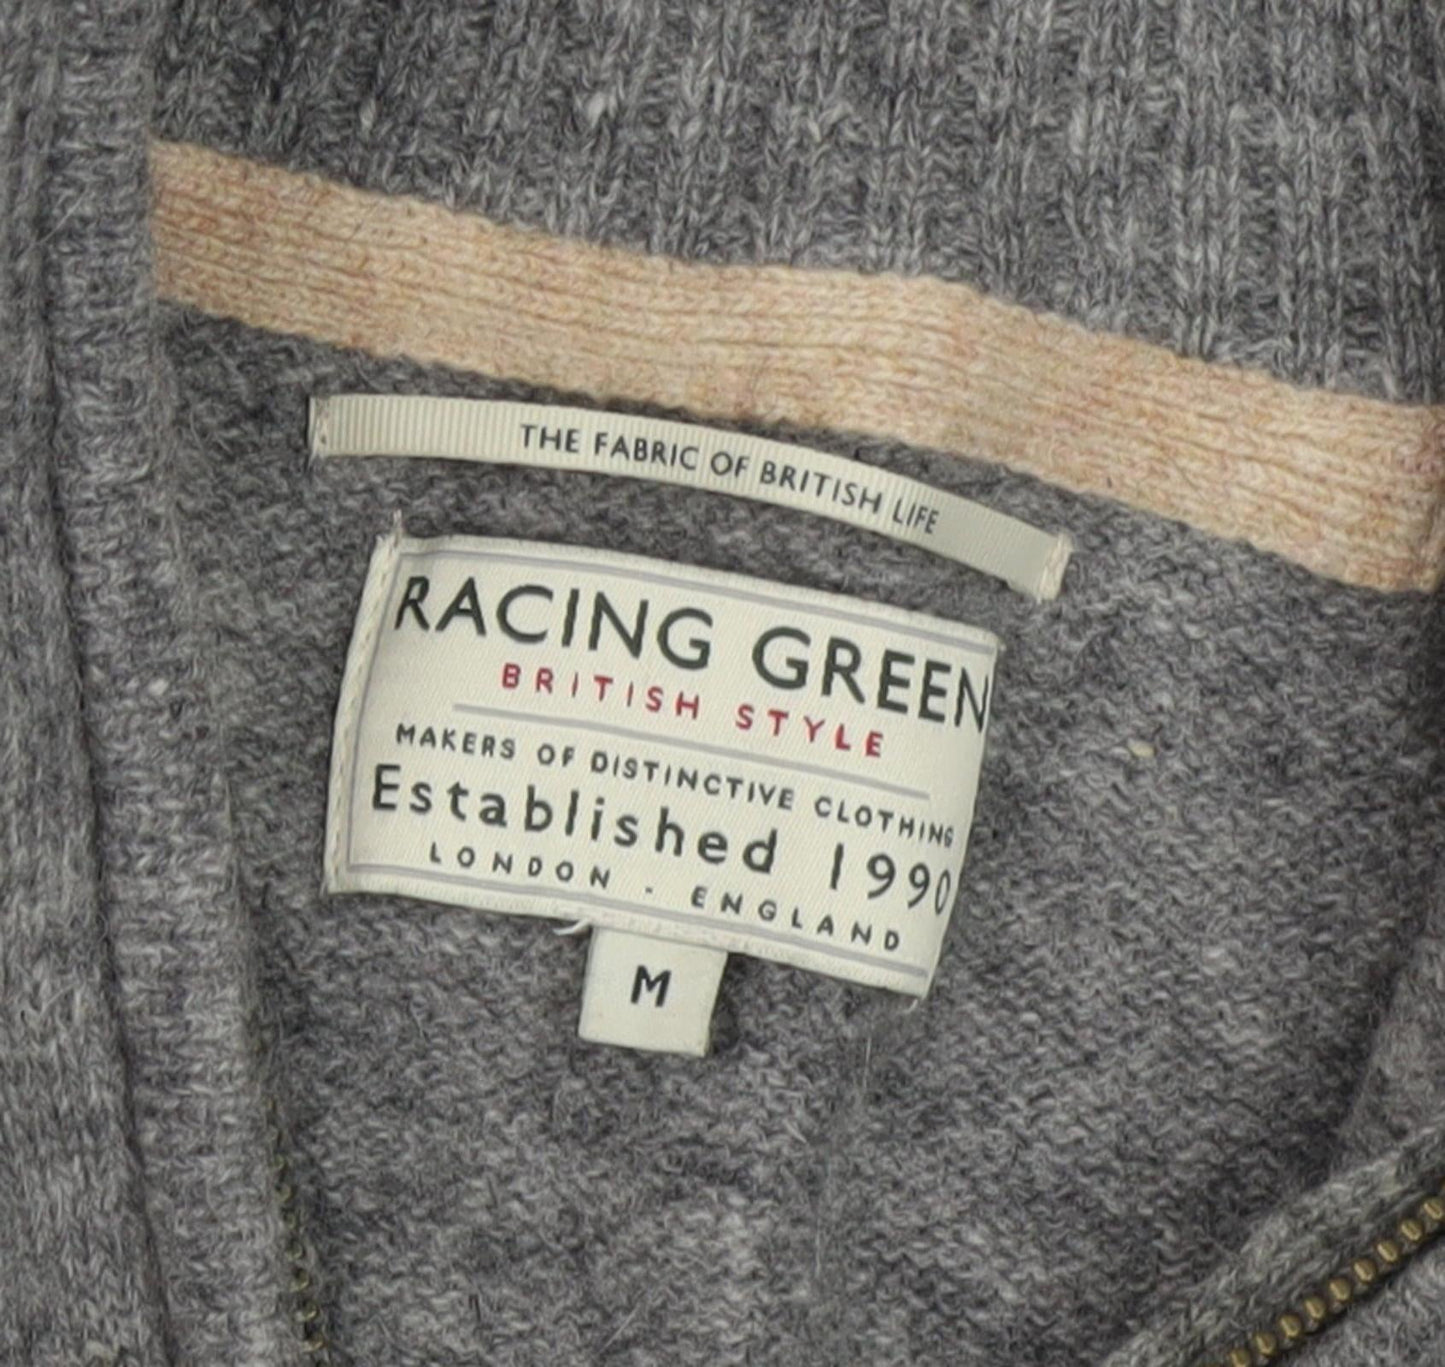 THE FABRIC OF BRITISH LIFE
RACING GREEN
BRITISH STYLE
MAKERS OF DISTINCTIVE CLOTHING
Established 1990
LONDON - ENGLAND
M